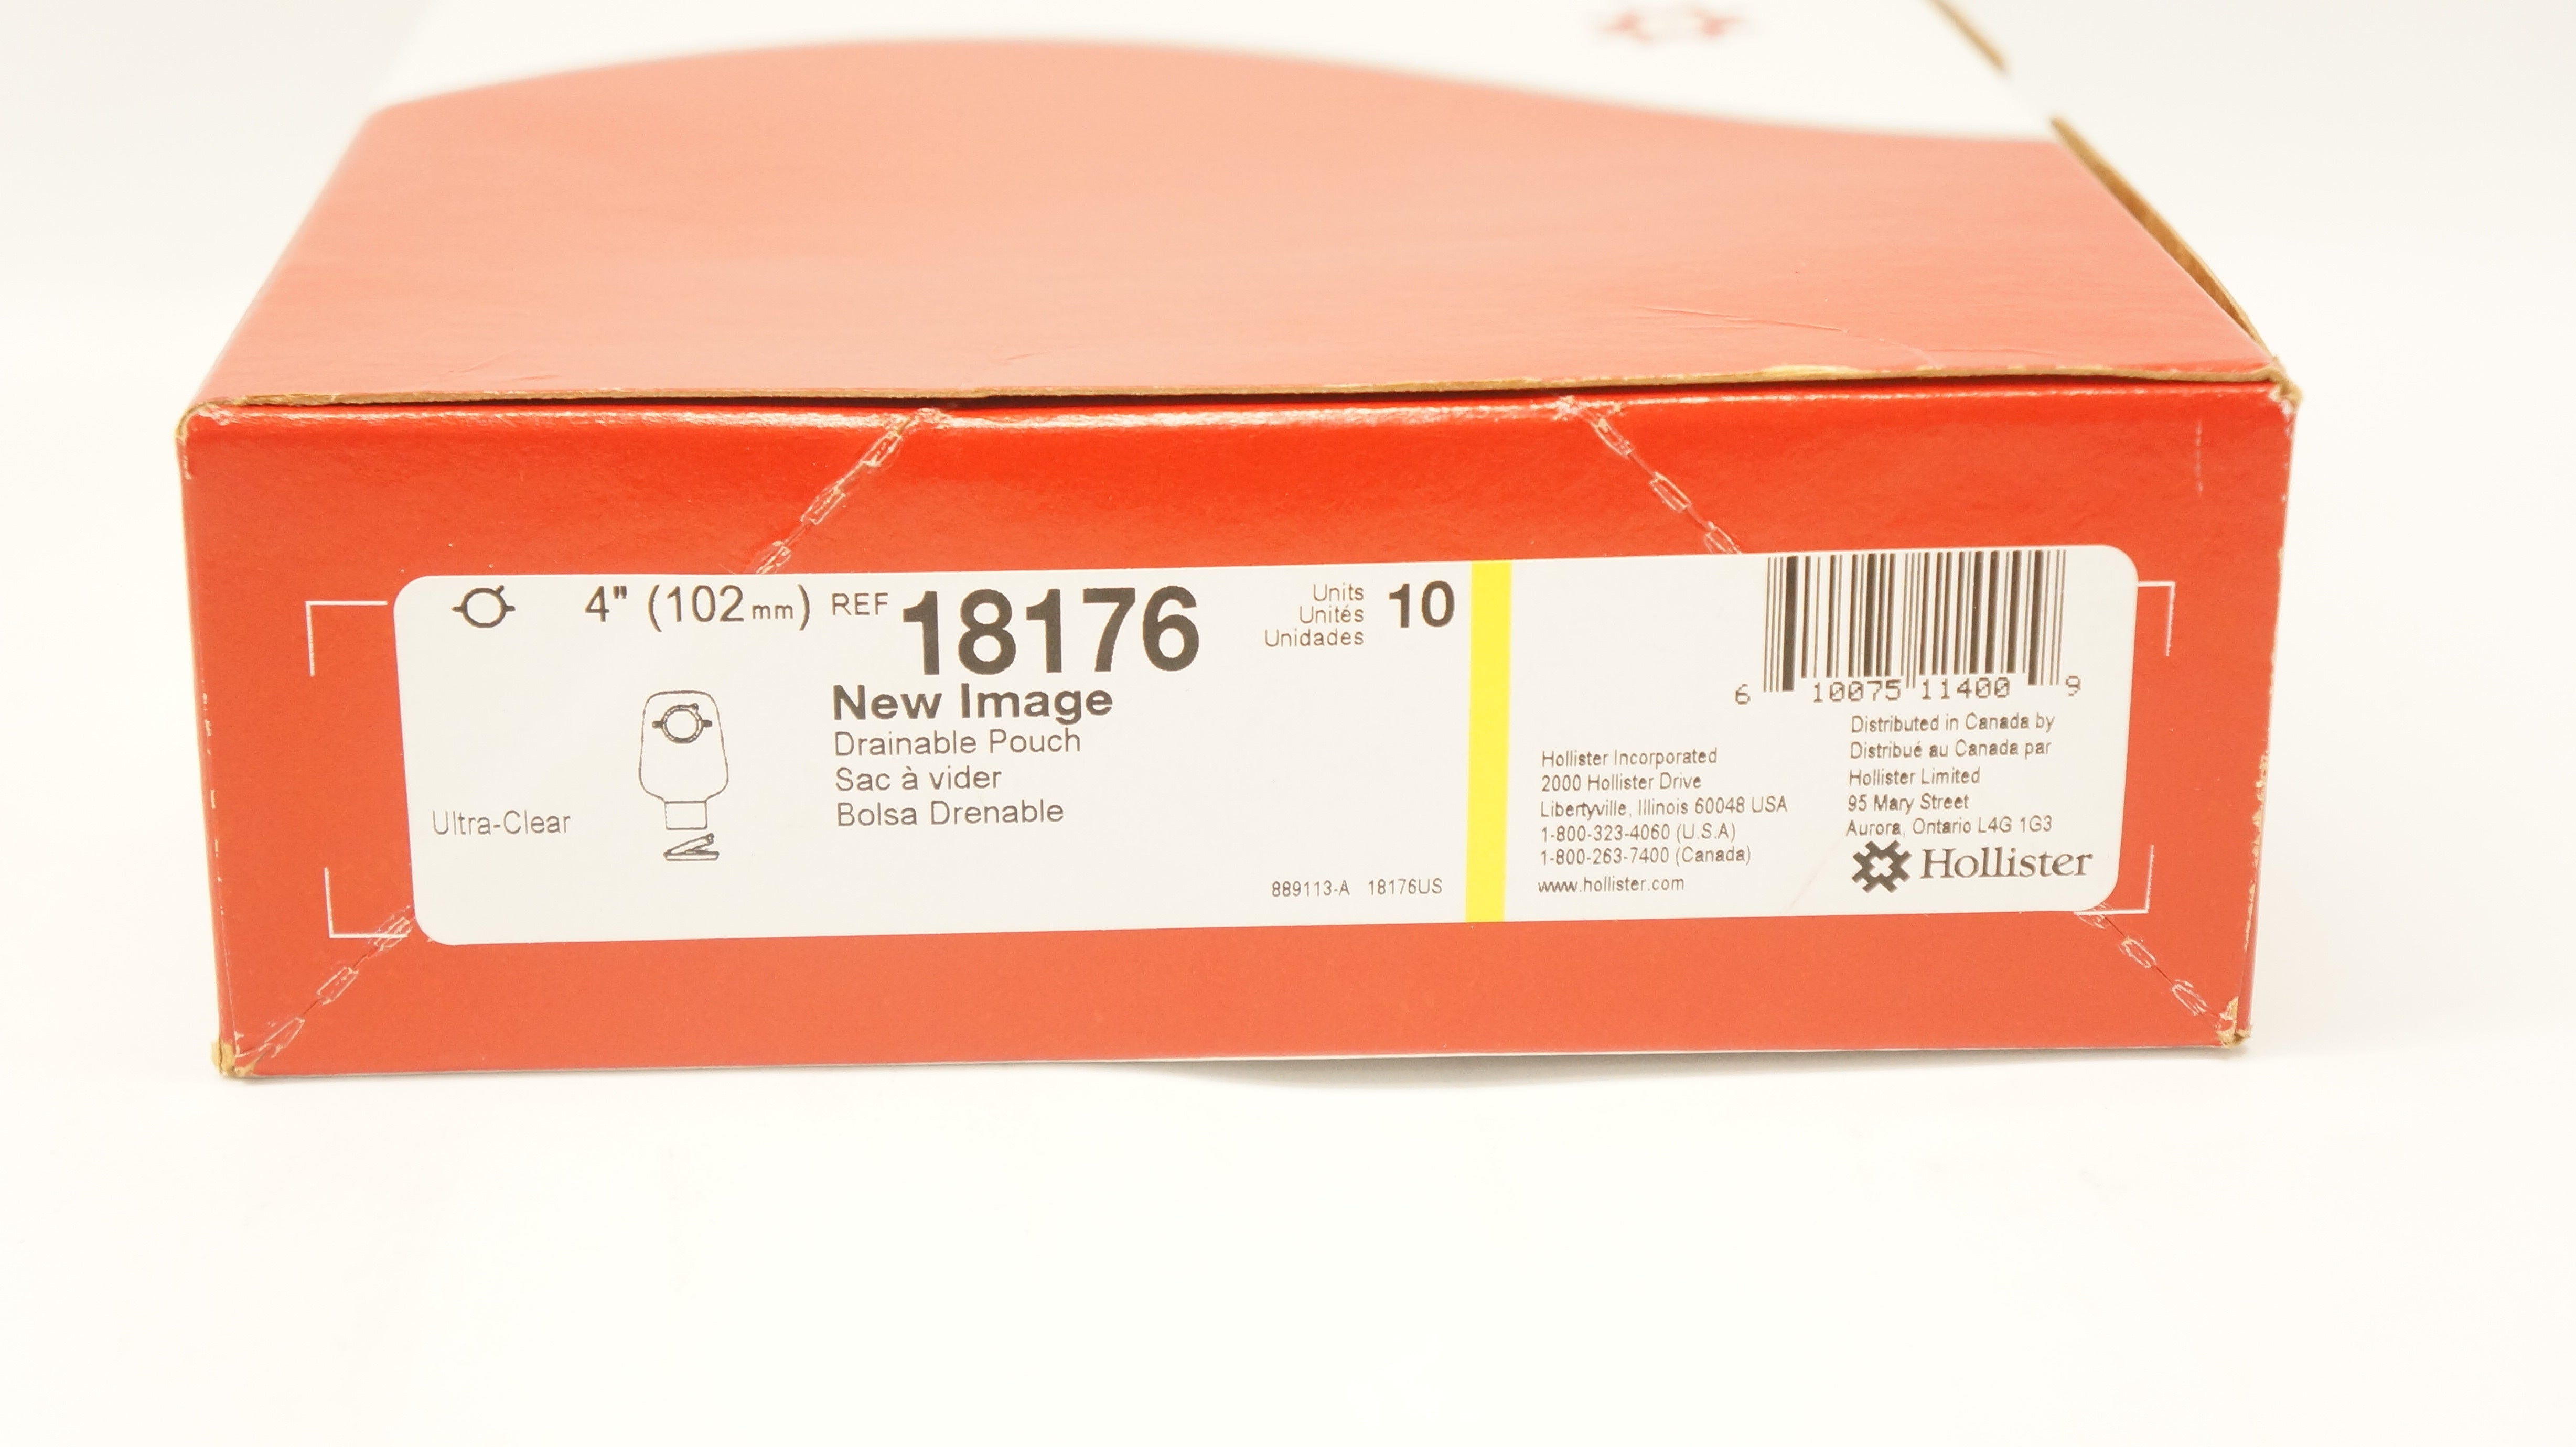 4" (102mm) REF 18176
Units
Unités
Unidades
10
New Image
Drainable Pouch
Sac à vider
Bolsa Drenable
Ultra-Clear
889113-A 18176US
6 10075 11400 9
Hollister Incorporated
2000 Hollister Drive
Libertyville, Illinois 60048 USA
1-800-323-4060 (U.S.A)
1-800-263-7400 (Canada)
www.hollister.com
Distributed in Canada by
Distribué au Canada par
Hollister Limited
95 Mary Street
Aurora, Ontario L4G 1G3
Hollister